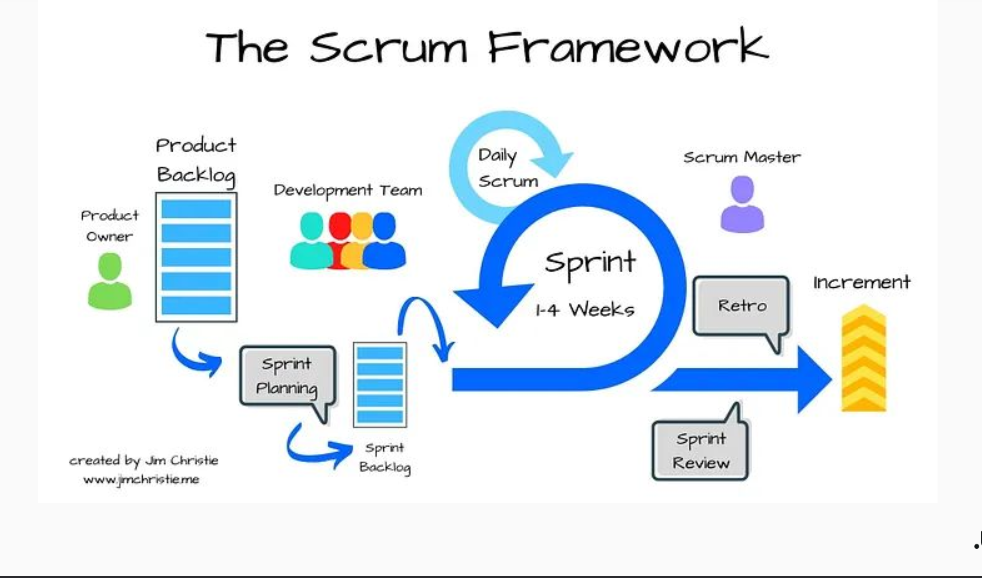 The Scrum Framework
Product
Backlog
Product
Owner
Development Team
Daily
Scrum
Scrum Master
Sprint
1-4 Weeks
Retro
Increment
Sprint
Planning
Sprint
Backlog
Sprint
Review
created by Jim Christie
www.jimchristie.me